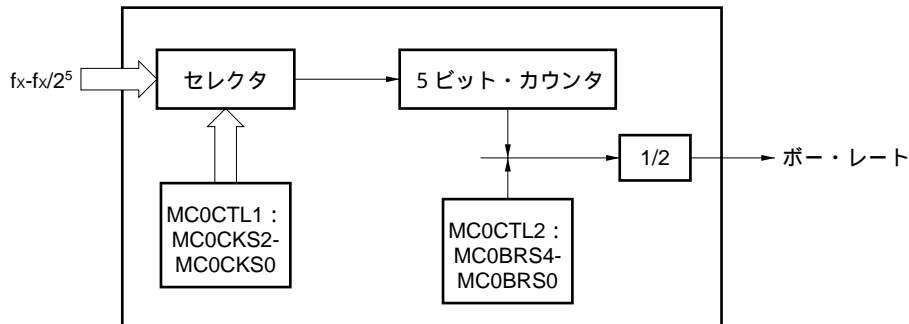 fX-fX/2⁵
セレクタ
5 ビット・カウンタ
1/2
ボー・レート
MC0CTL1：
MC0CKS2-
MC0CKS0
MC0CTL2：
MC0BRS4-
MC0BRS0